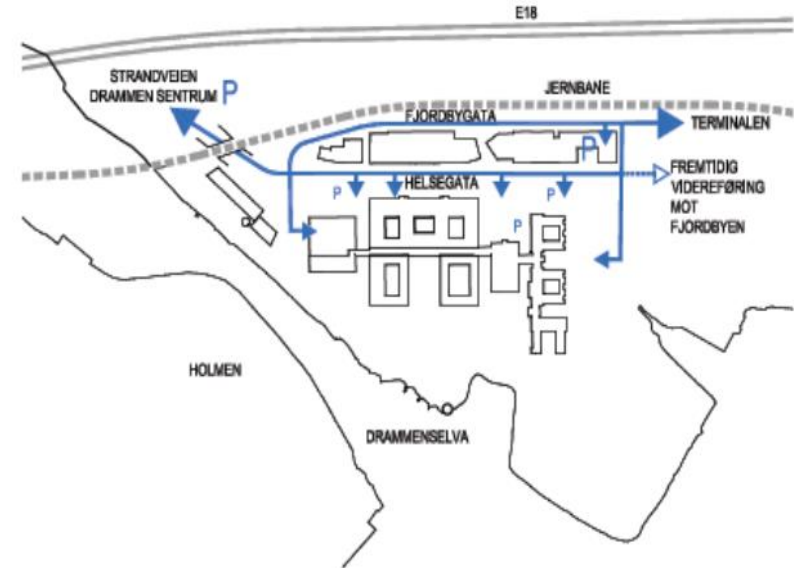 E18
STRANDVEIEN
DRAMMEN SENTRUM P
JERNBANE
FJORDBYGATA
TERMINALEN
P
HELSEGATA
FREMTIDIG
VIDEREFØRING
MOT
FJORDBYEN
P
P
P
HOLMEN
DRAMMENSELVA